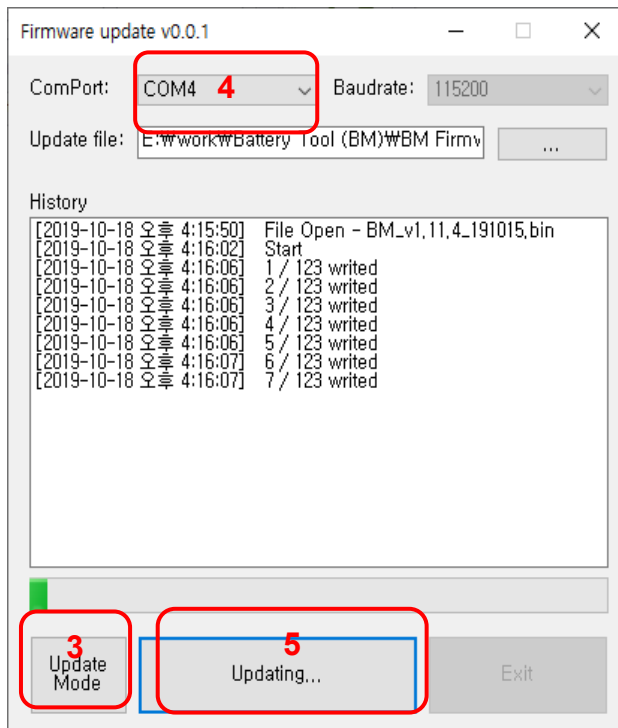 Firmware update v0.0.1
ComPort: COM4 4 Baudrate: 115200
Update file: E:₩work₩Battery Tool (BM)₩BM Firmv ...
History
[2019-10-18 오후 4:15:50] File Open - BM_v1.11.4_191015.bin
[2019-10-18 오후 4:16:02] Start
[2019-10-18 오후 4:16:06] 1 / 123 writed
[2019-10-18 오후 4:16:06] 2 / 123 writed
[2019-10-18 오후 4:16:06] 3 / 123 writed
[2019-10-18 오후 4:16:06] 4 / 123 writed
[2019-10-18 오후 4:16:06] 5 / 123 writed
[2019-10-18 오후 4:16:07] 6 / 123 writed
[2019-10-18 오후 4:16:07] 7 / 123 writed
3 5
Update
Mode
Updating...
Exit